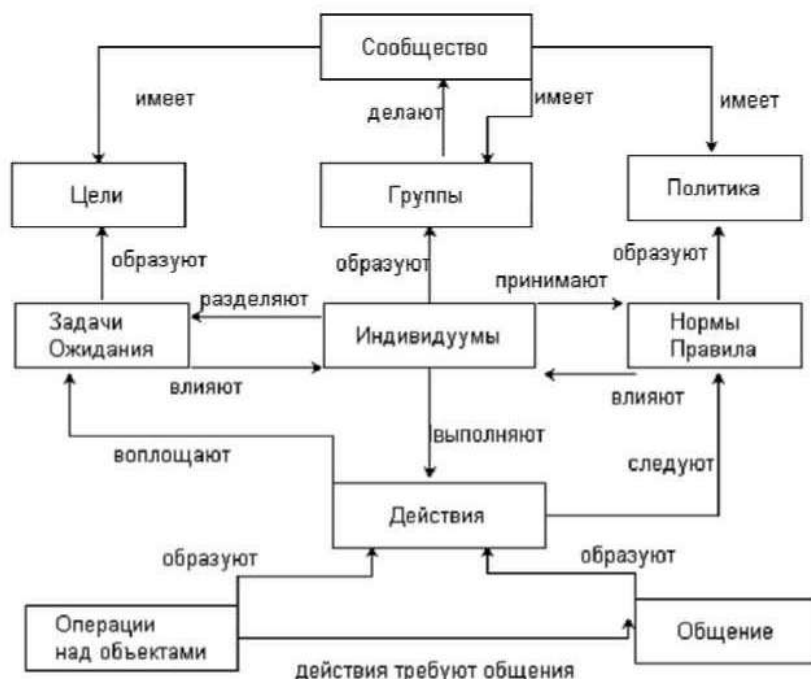 Сообщество
имеет
делают
имеет
имеет
Цели
Группы
Политика
образуют
образуют
образуют
разделяют
принимают
Задачи
Ожидания
Индивидуумы
Нормы
Правила
влияют
влияют
воплощают
выполняют
следуют
Действия
образуют
образуют
Операции
над объектами
Общение
действия требуют общения